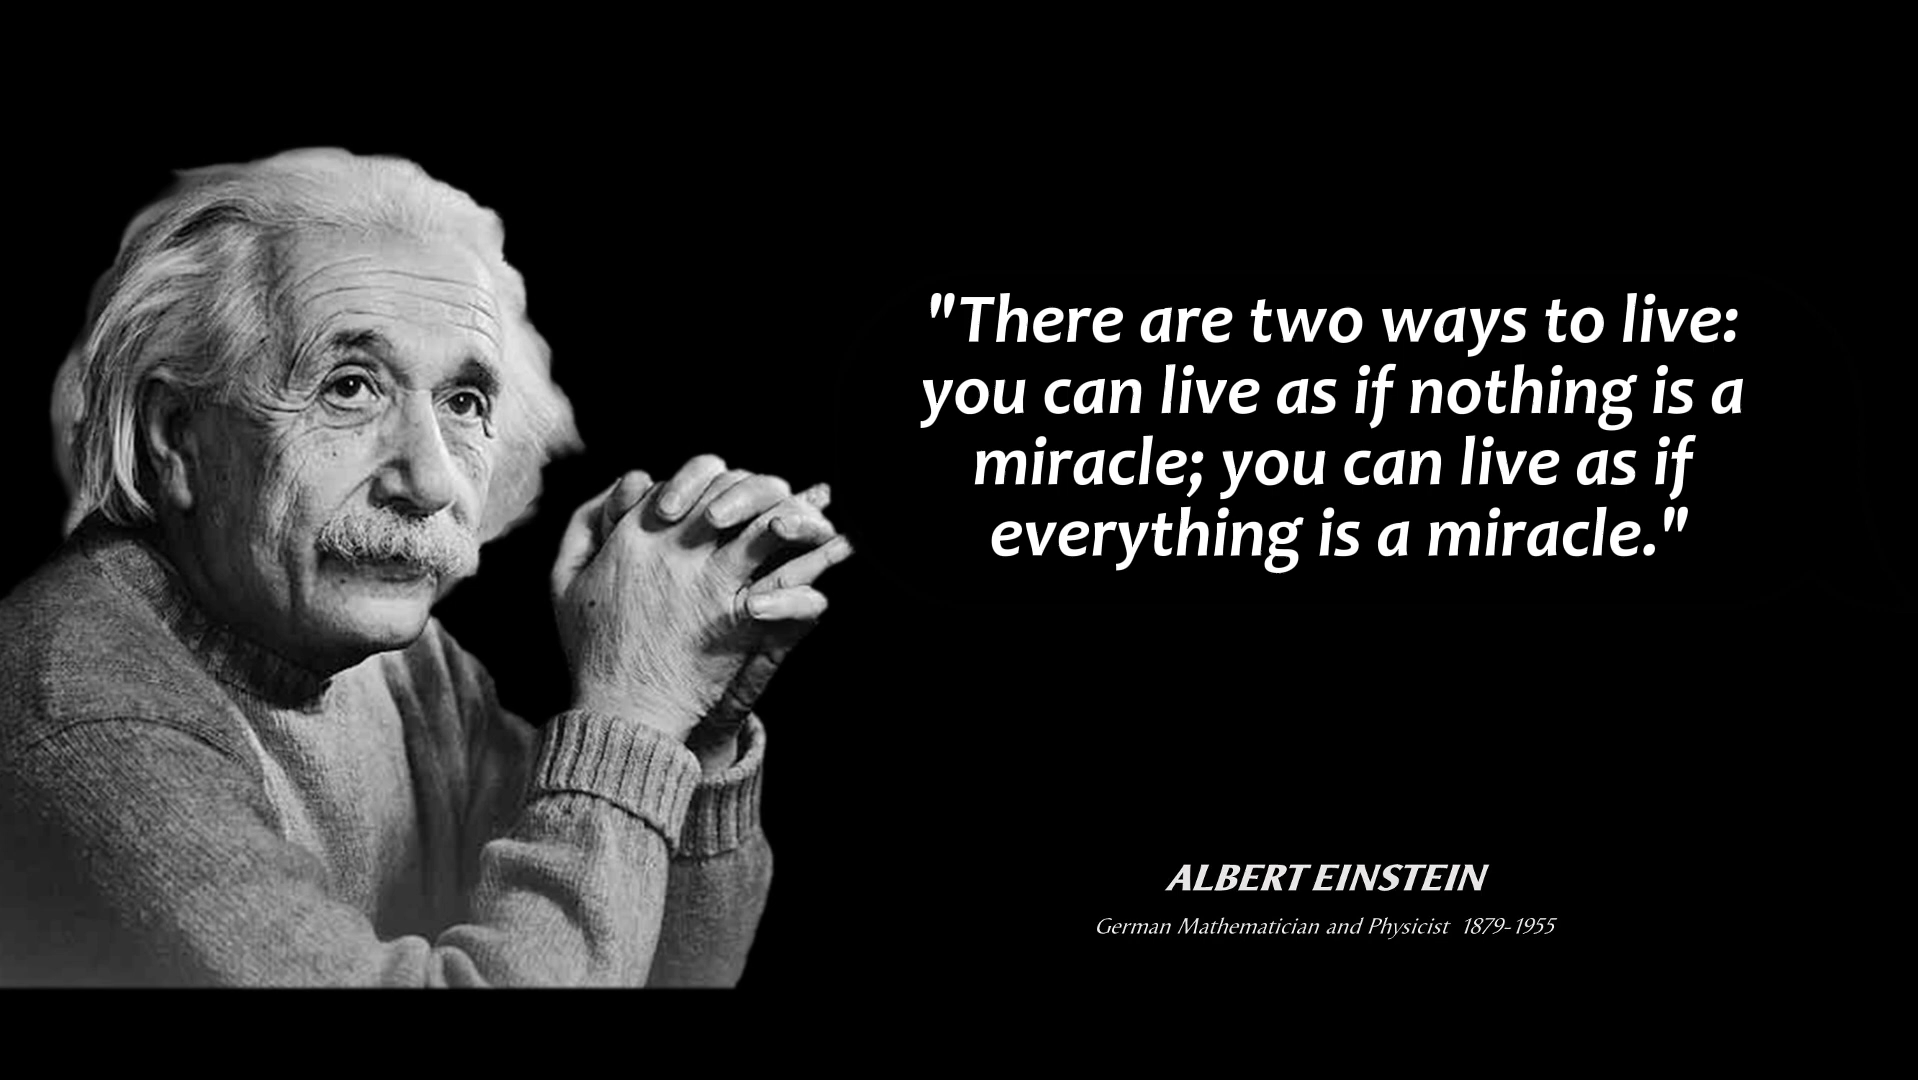 "There are two ways to live:
you can live as if nothing is a
miracle; you can live as if
everything is a miracle."
ALBERT EINSTEIN
German Mathematician and Physicist 1879-1955